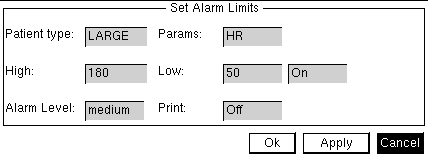 Set Alarm Limits
Patient type: LARGE Params: HR
High: 180 Low: 50 On
Alarm Level: medium Print: Off
Ok Apply Cancel